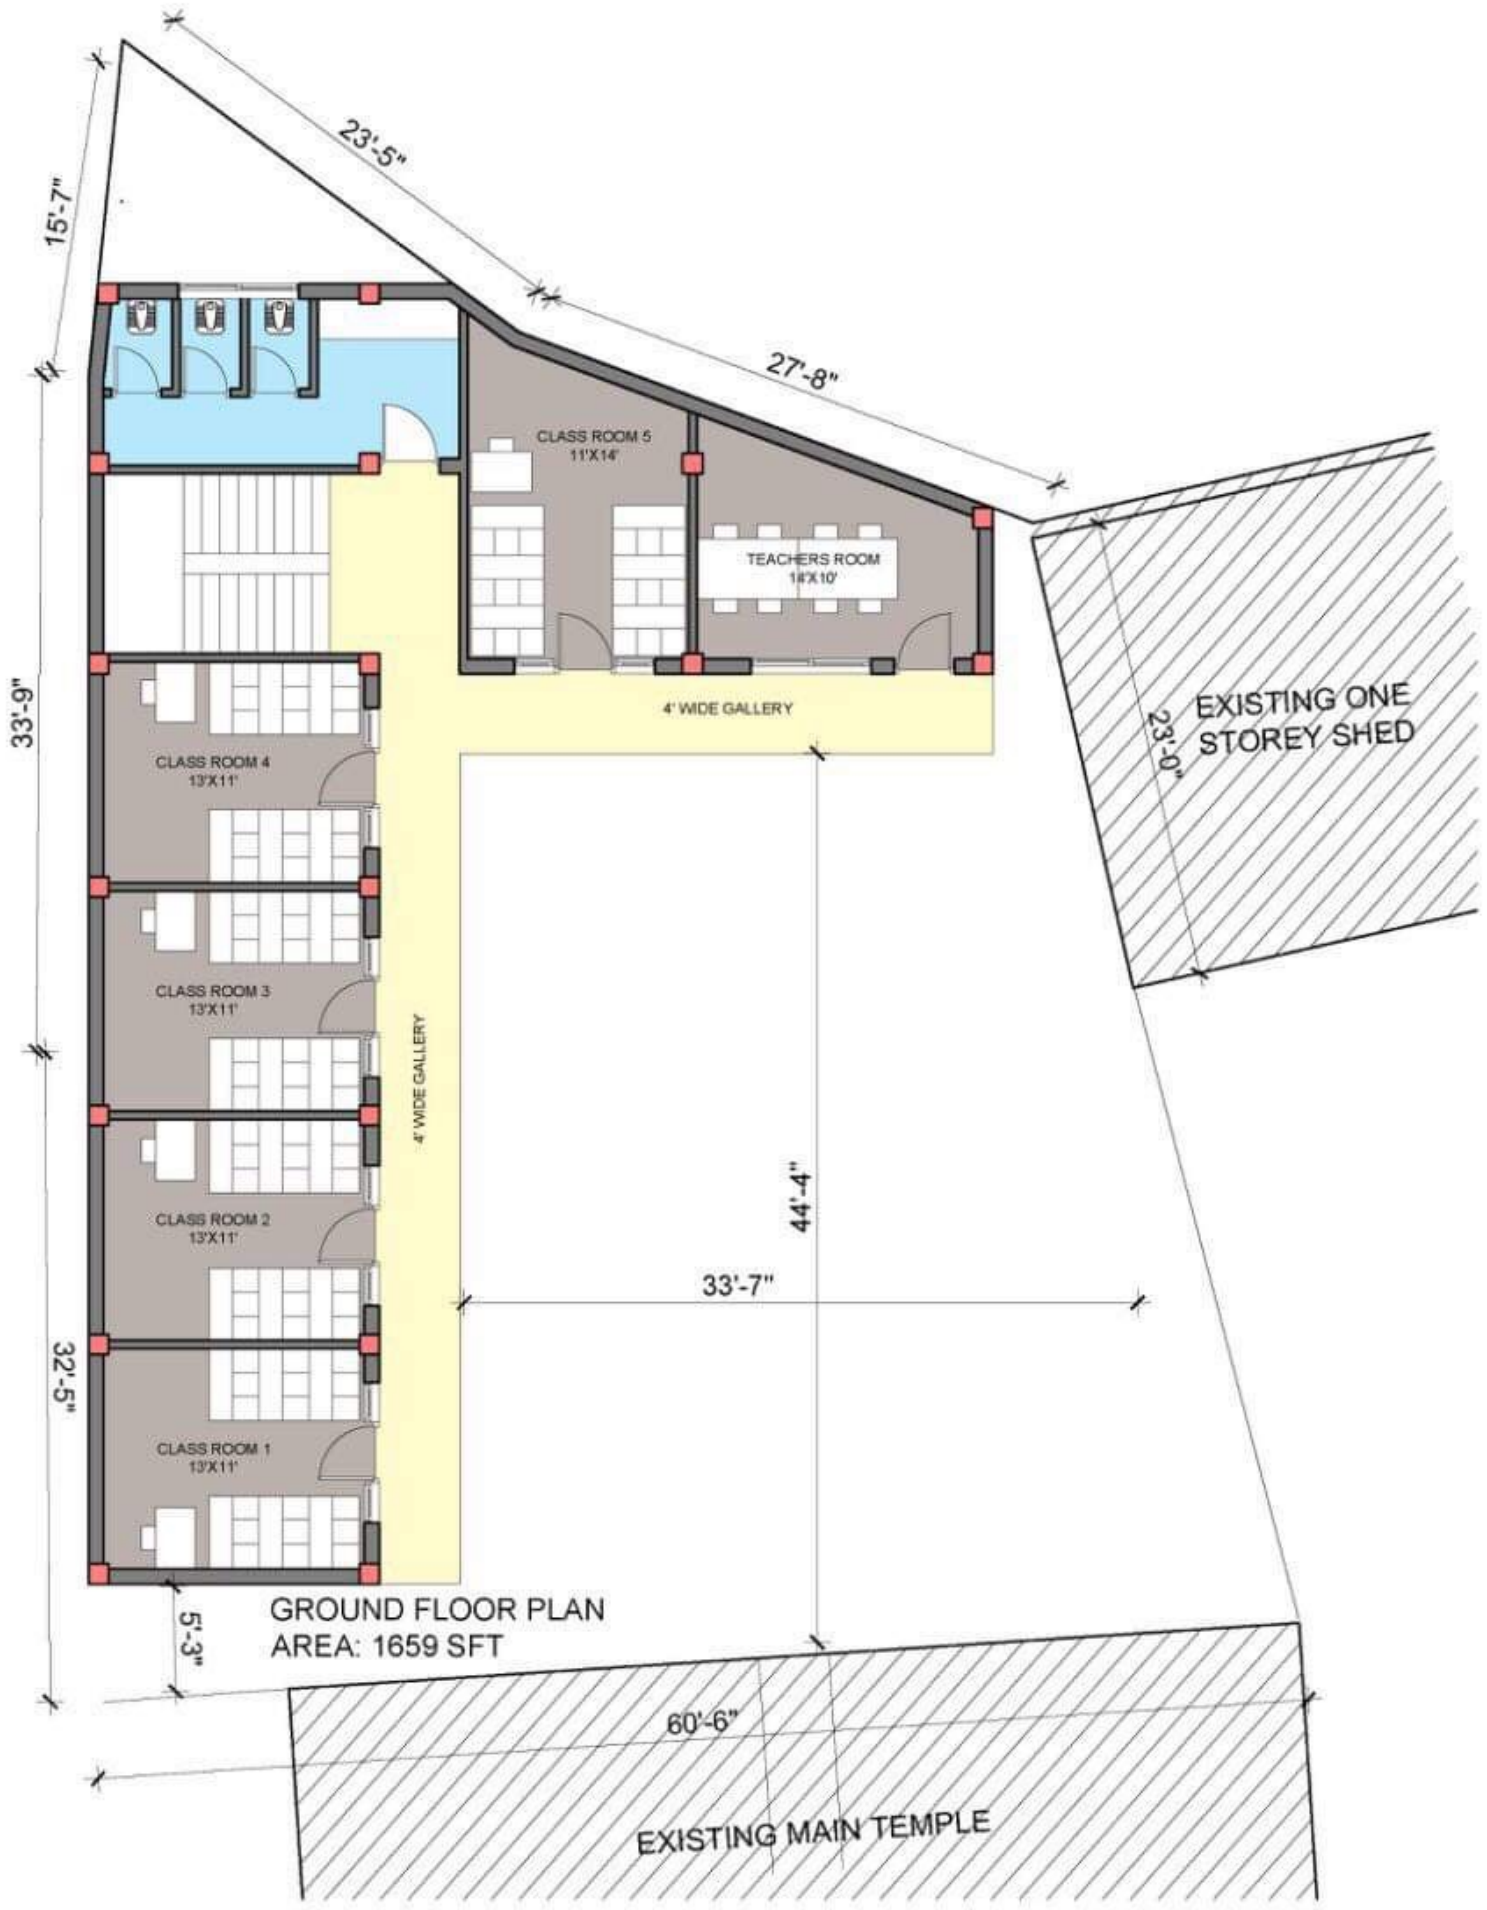 23'-5"
15'-7"
27'-8"
CLASS ROOM 5
11'X14'
TEACHERS ROOM
14'X10'
4' WIDE GALLERY
EXISTING ONE
STOREY SHED
23'-0"
33'-9"
CLASS ROOM 4
13'X11'
CLASS ROOM 3
13'X11'
4' WIDE GALLERY
CLASS ROOM 2
13'X11'
44'-4"
33'-7"
32'-5"
CLASS ROOM 1
13'X11'
GROUND FLOOR PLAN
AREA: 1659 SFT
5'-3"
60'-6"
EXISTING MAIN TEMPLE